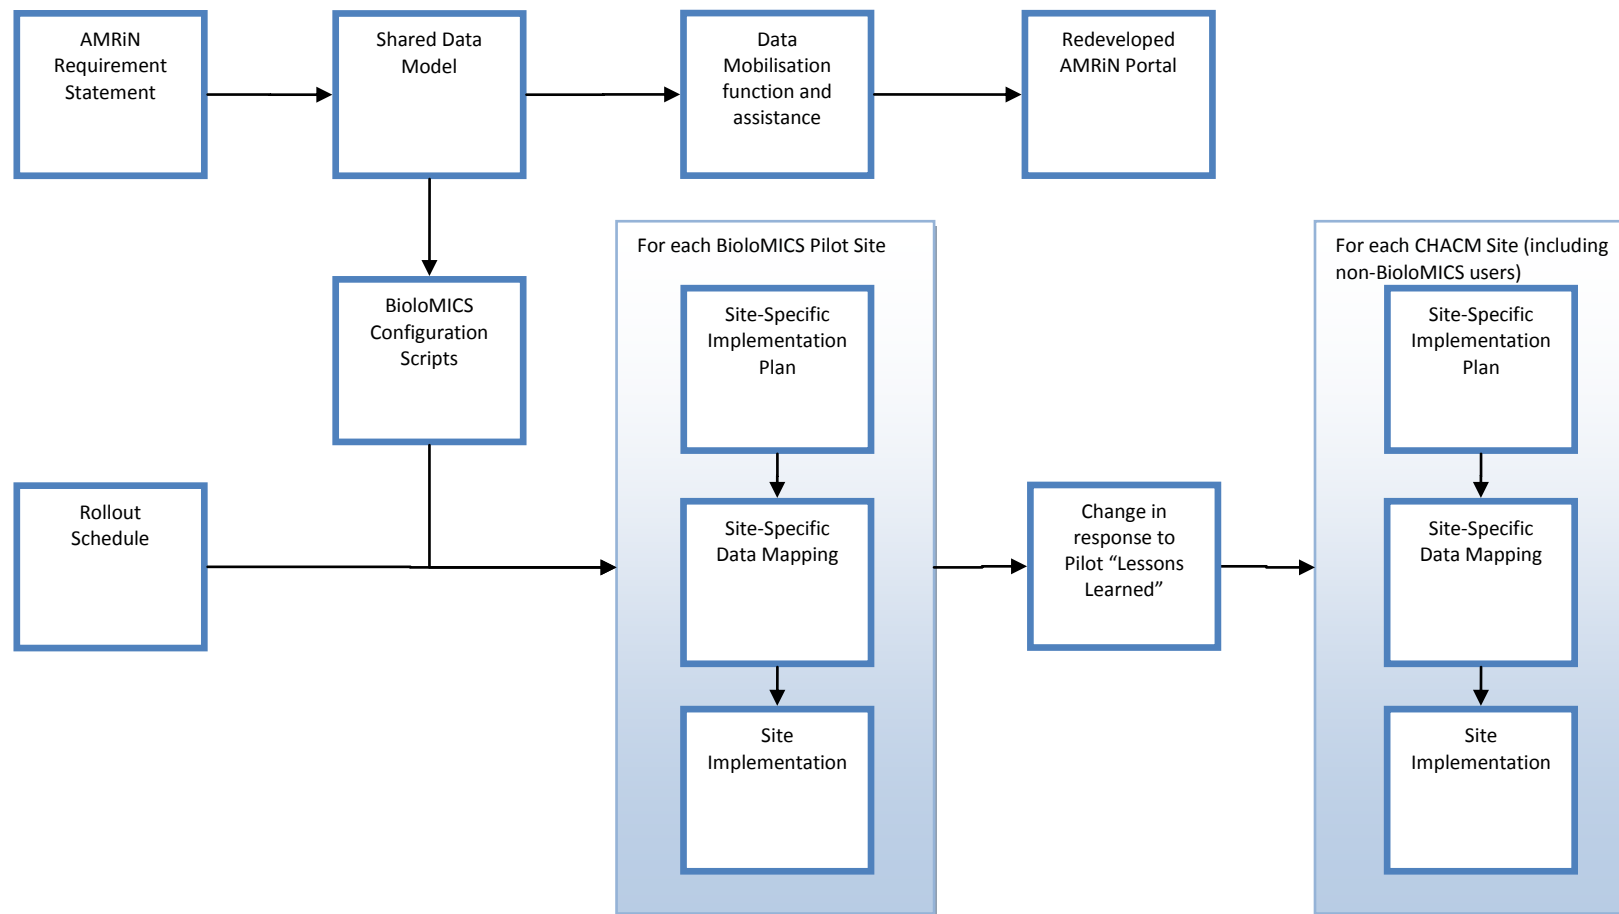 AMRiN
Requirement
Statement
Shared Data
Model
Data
Mobilisation
function and
assistance
Redeveloped
AMRiN Portal
BioloMICS
Configuration
Scripts
Rollout
Schedule
For each BioloMICS Pilot Site
Site-Specific
Implementation
Plan
Site-Specific
Data Mapping
Site
Implementation
Change in
response to
Pilot “Lessons
Learned”
For each CHACM Site (including
non-BioloMICS users)
Site-Specific
Implementation
Plan
Site-Specific
Data Mapping
Site
Implementation